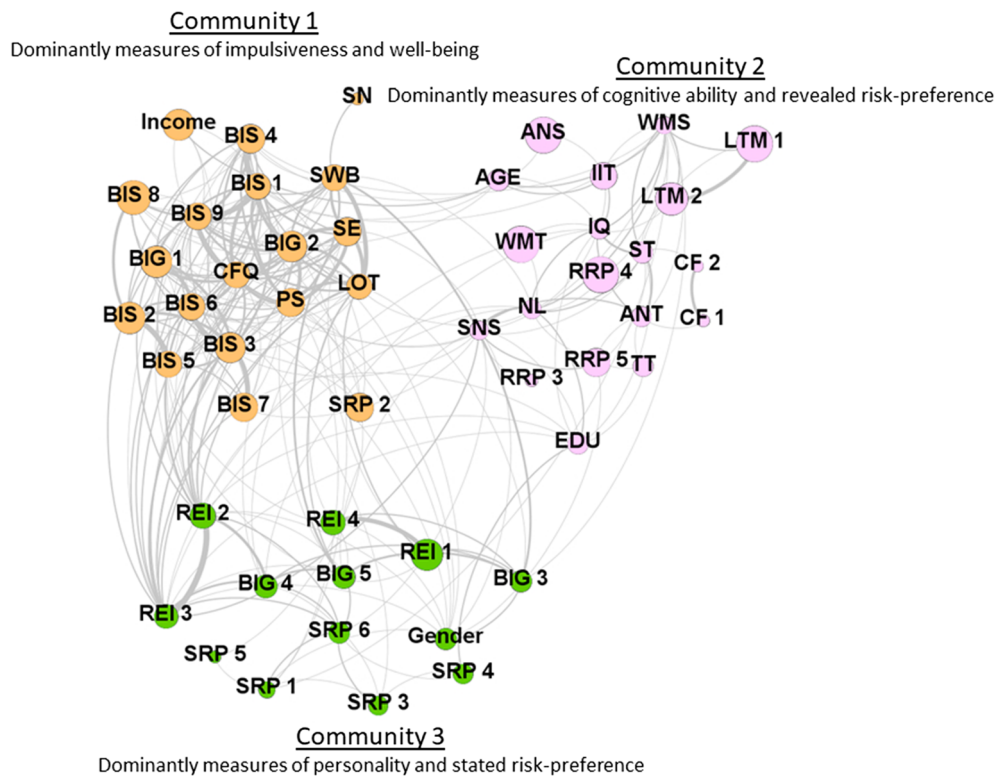 Community 1
Dominantly measures of impulsiveness and well-being
Community 2
Dominantly measures of cognitive ability and revealed risk-preference
SN
Income
BIS 4
ANS
WMS
LTM 1
BIS 8
BIS 1
SWB
AGE
IIT
LTM 2
BIS 9
SE
BIG 2
WMT
IQ
ST
BIG 1
CFQ
LOT
RRP 4
CF 2
BIS 2
BIS 6
PS
NL
ANT
CF 1
SNS
BIS 5
BIS 3
RRP 3
RRP 5
TT
BIS 7
SRP 2
EDU
REI 2
REI 4
REI 1
BIG 4
BIG 5
BIG 3
REI 3
SRP 6
Gender
SRP 5
SRP 4
SRP 1
SRP 3
Community 3
Dominantly measures of personality and stated risk-preference